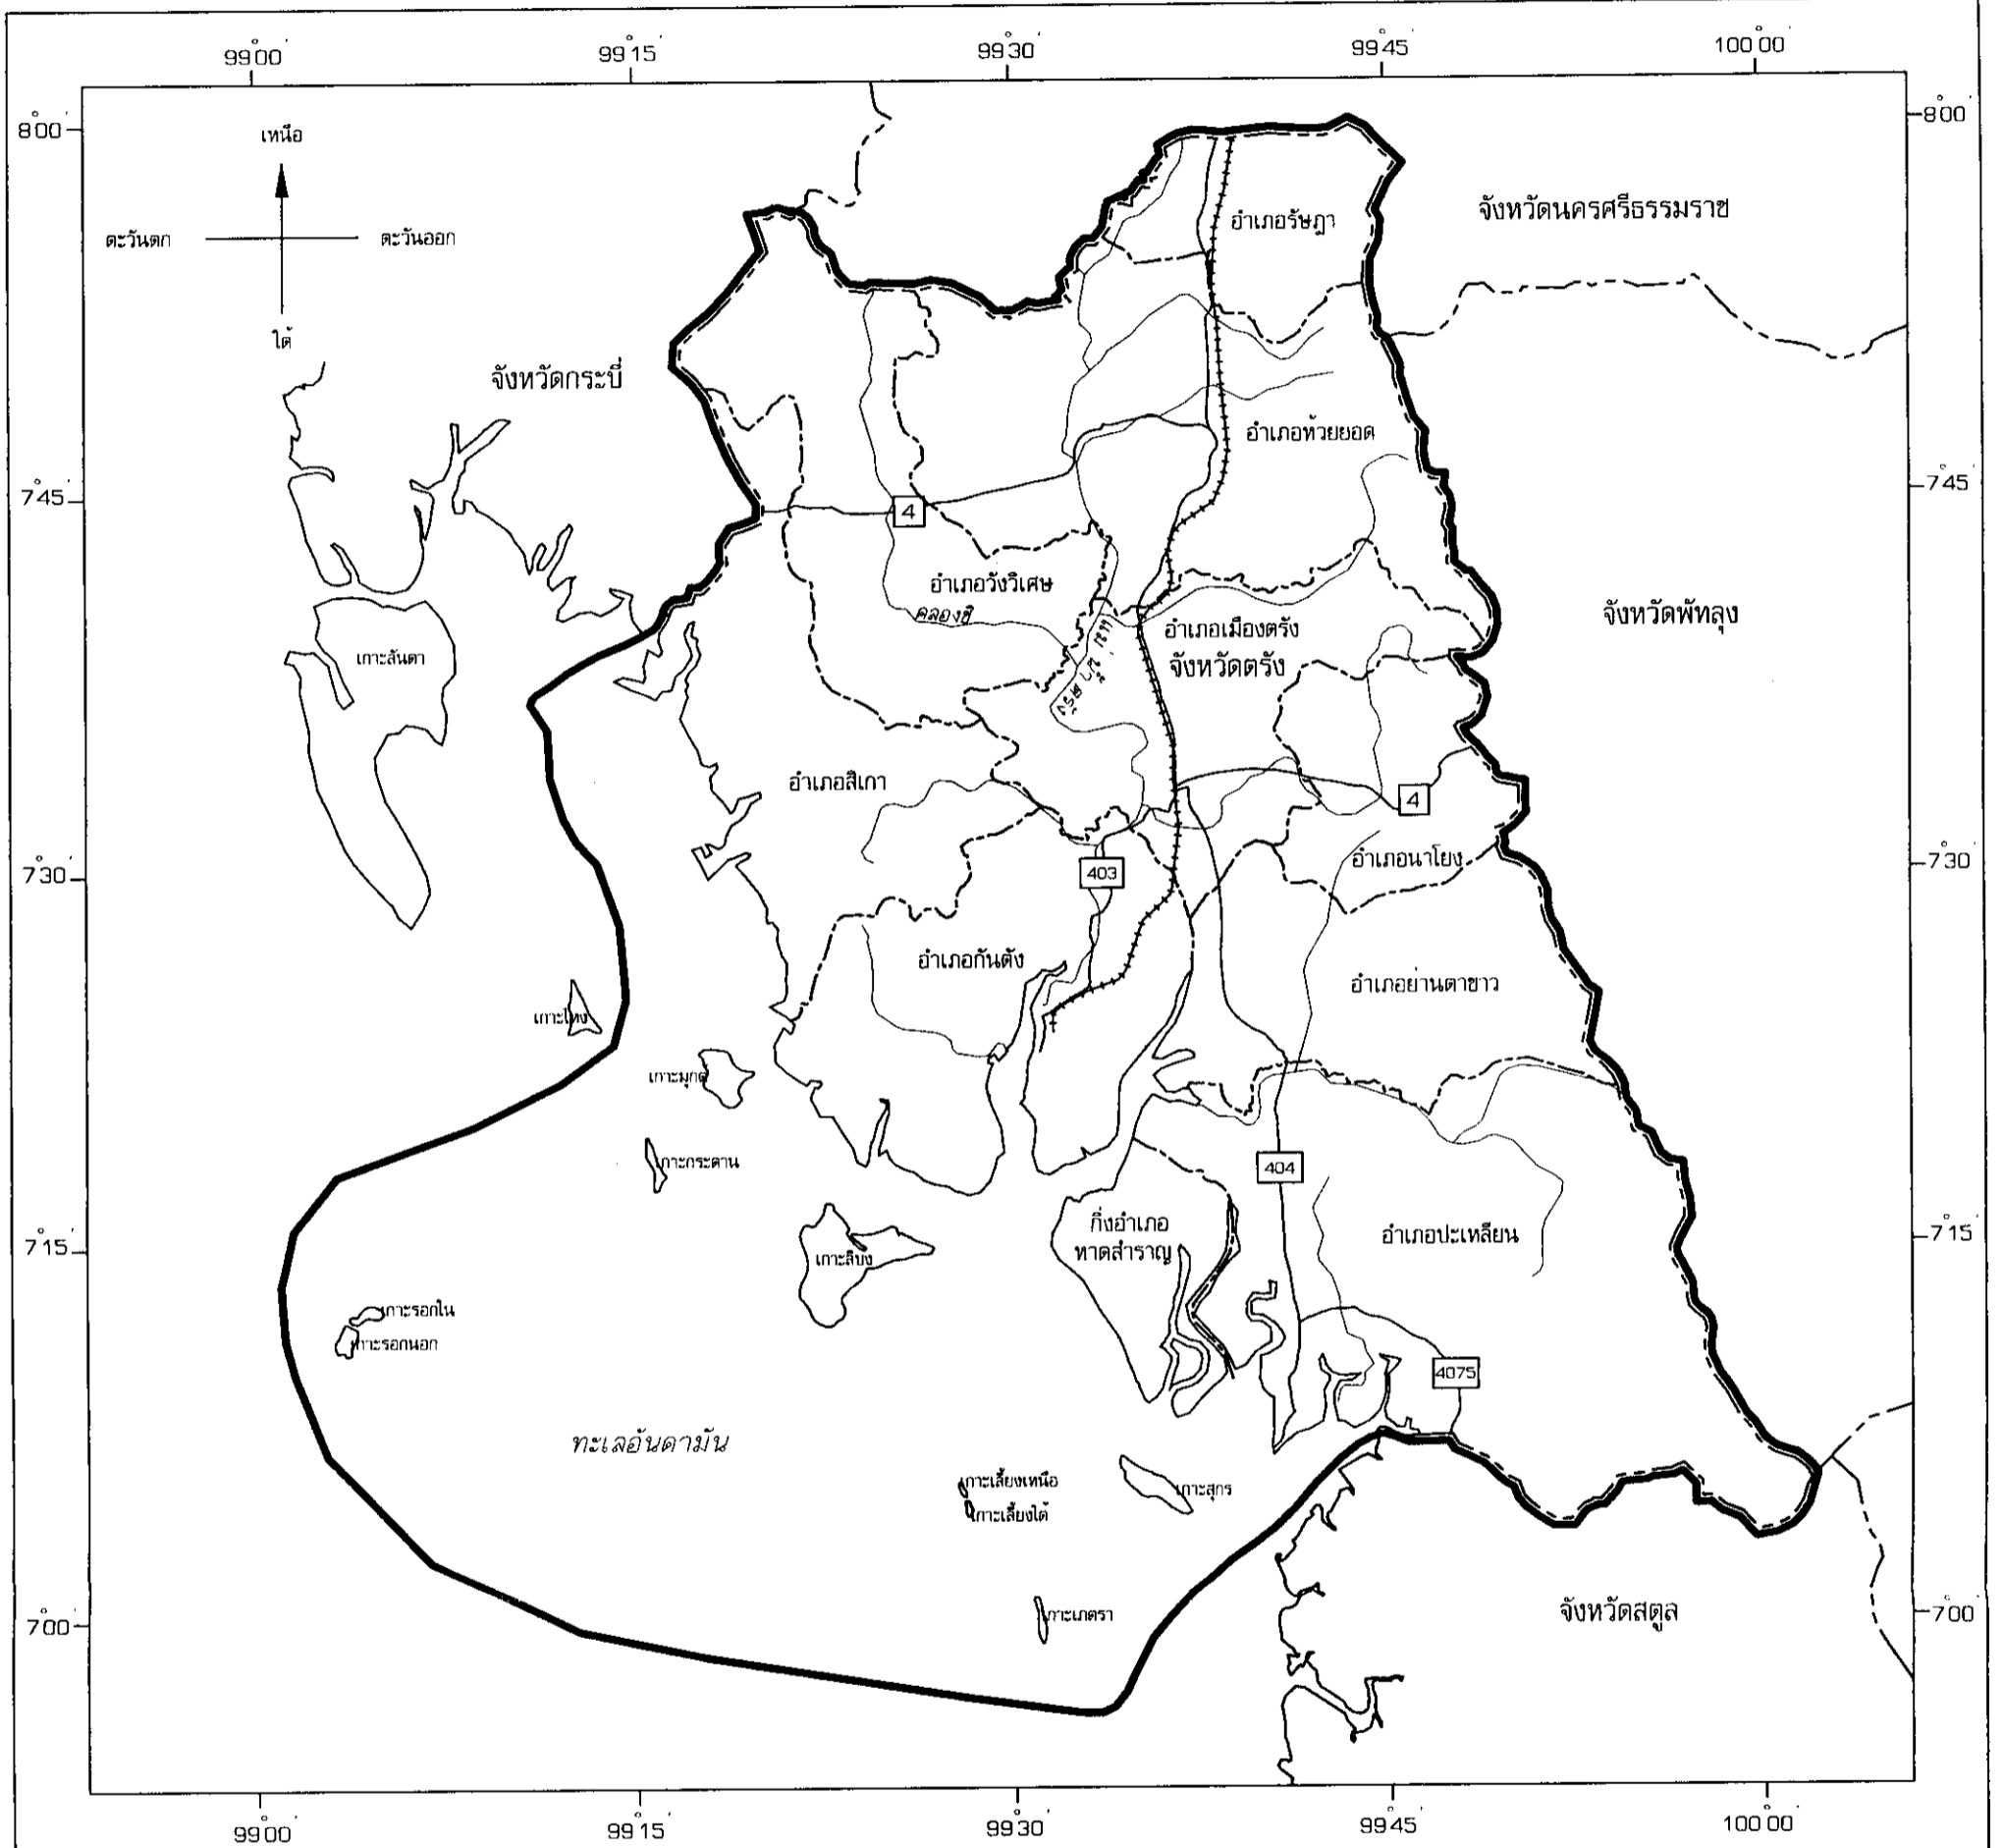 99°00' 99°15' 99°30' 99°45' 100°00'
8°00' 8°00'
เหนือ
ตะวันตก ตะวันออก
ใต้
อำเภอรัษฎา
จังหวัดนครศรีธรรมราช
จังหวัดกระบี่
อำเภอห้วยยอด
7°45' 7°45'
4
อำเภอวังวิเศษ
คลองชี
แม่น้ำตรัง
อำเภอเมืองตรัง
จังหวัดตรัง
จังหวัดพัทลุง
เกาะลันตา
อำเภอสิเกา
4
อำเภอนาโยง
7°30' 7°30'
403
อำเภอกันตัง
อำเภอย่านตาขาว
เกาะไหง
เกาะมุกต์
เกาะกระดาน
404
กิ่งอำเภอ
หาดสำราญ
อำเภอปะเหลียน
7°15' 7°15'
เกาะลิบง
เกาะรอกใน
เกาะรอกนอก
4075
ทะเลอันดามัน
เกาะเลี้ยงเหนือ
เกาะเลี้ยงใต้
เกาะสุกร
เกาะเภตรา
จังหวัดสตูล
7°00' 7°00'
99°00' 99°15' 99°30' 99°45' 100°00'